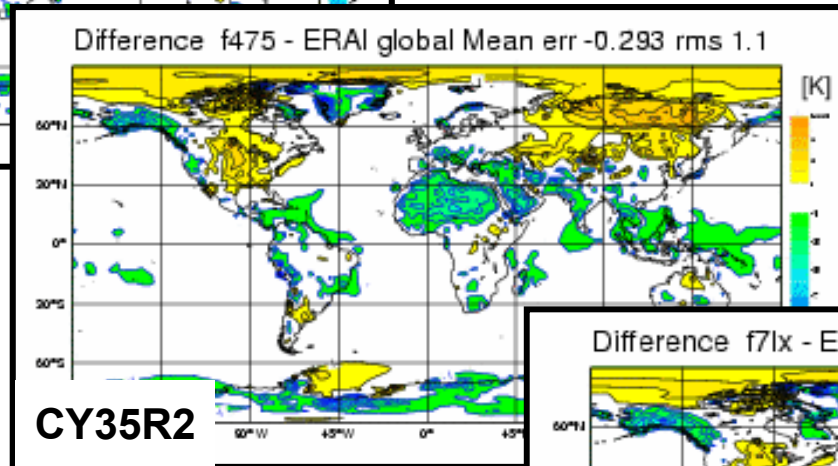 Difference f475 - ERAI global Mean err -0.293 rms 1.1
[K]
60°N
30°N
0°
30°S
60°S
CY35R2
90°W
45°W
0°
45°
Difference f7lx - E
60°N